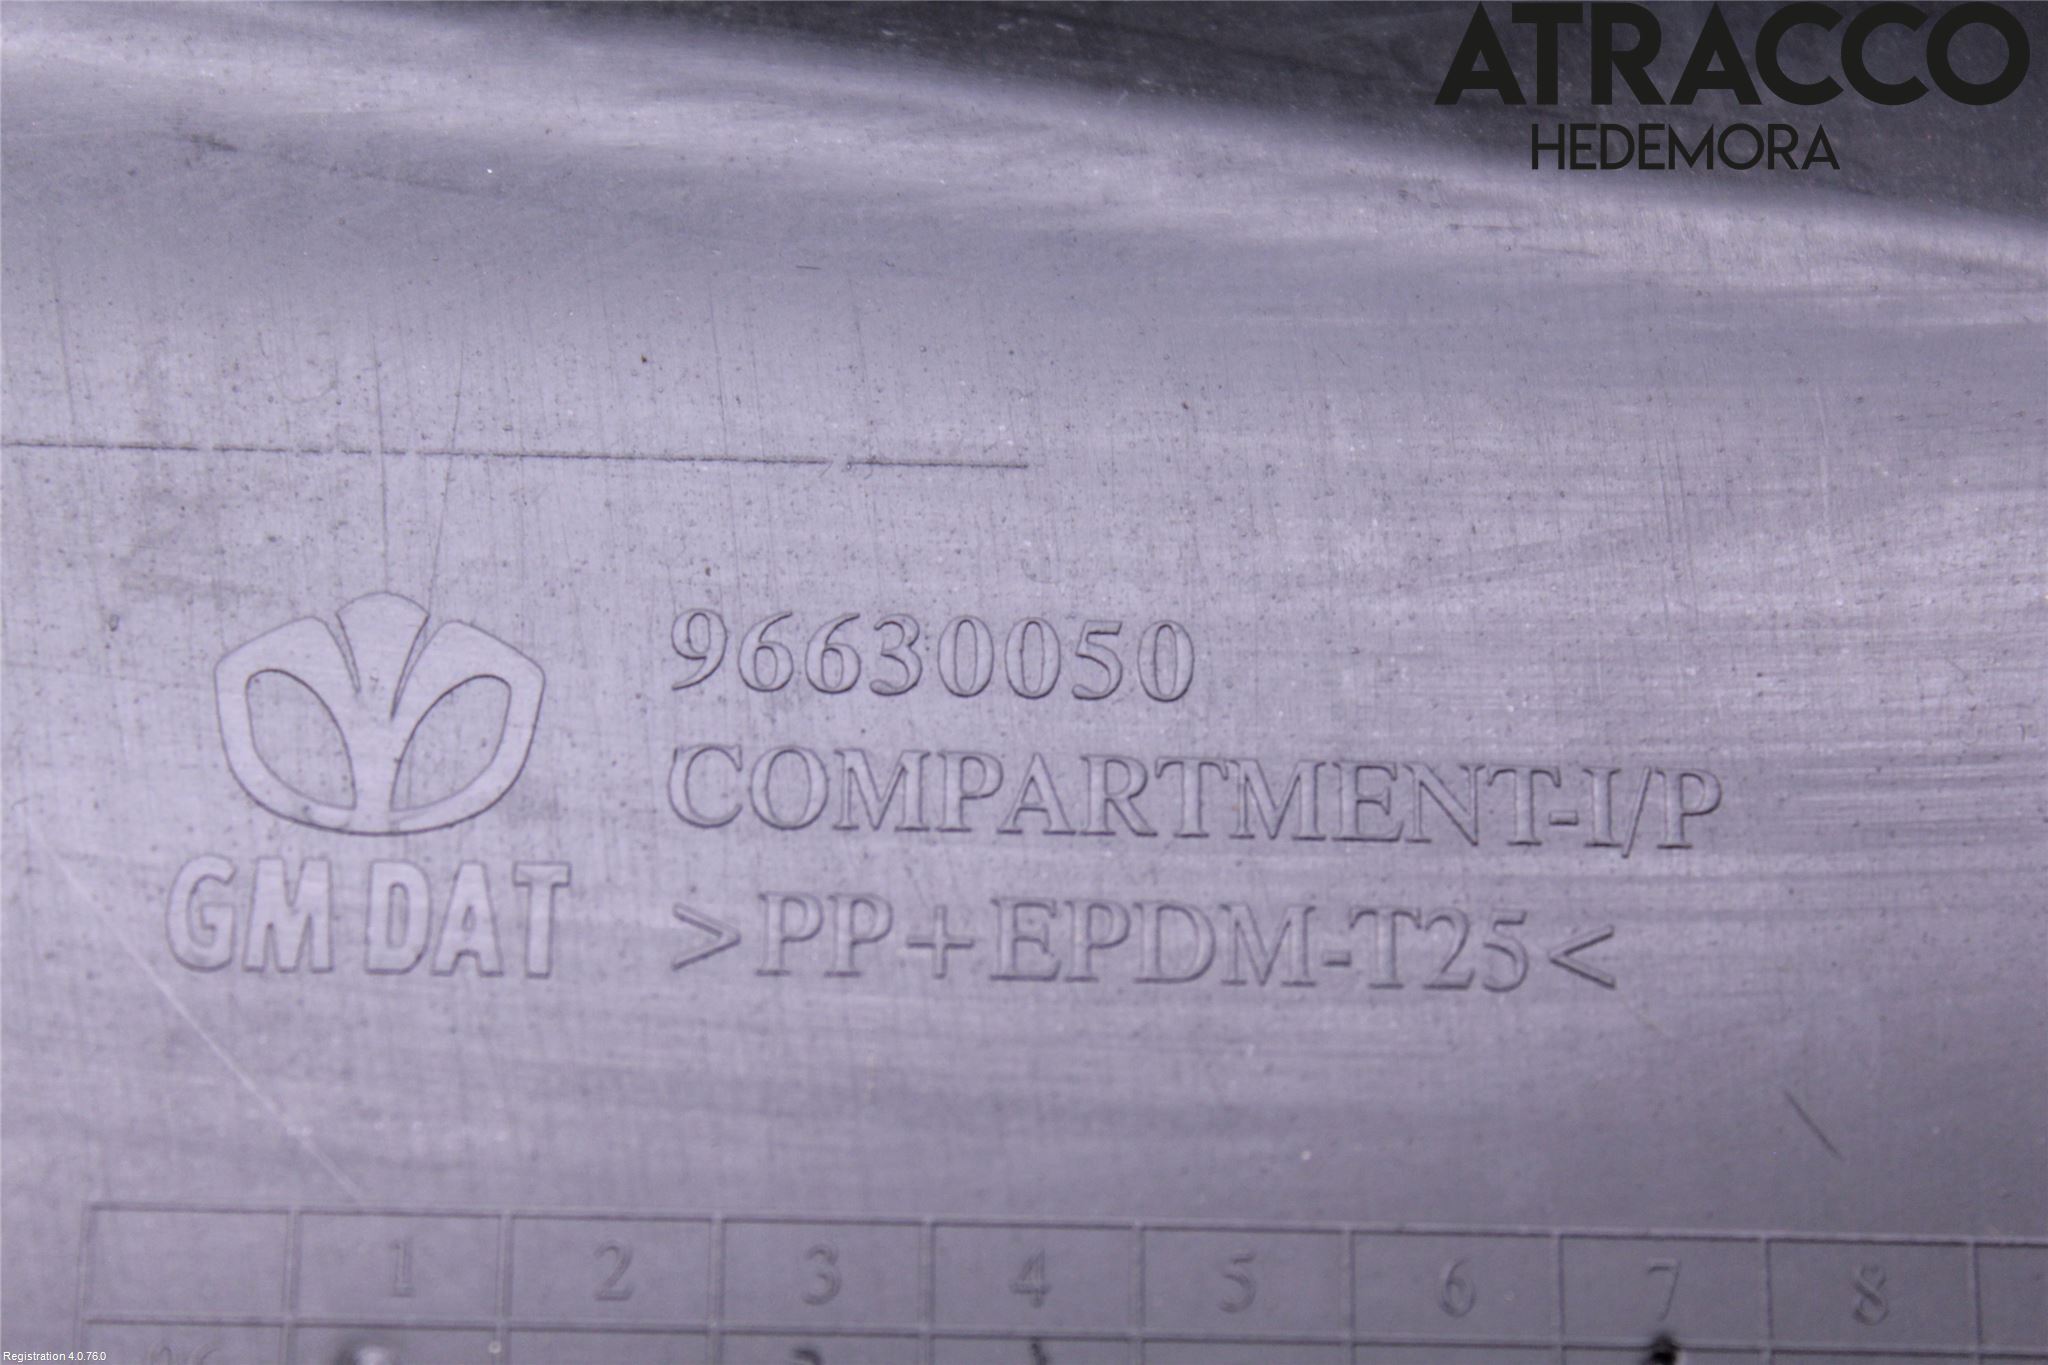 ATRACCO
HEDEMORA
96630050
COMPARTMENT-I/P
GM DAT
>PP+EPDM-T25<
1 2 3 4 5 6 7 8
Registration 4.0.76.0